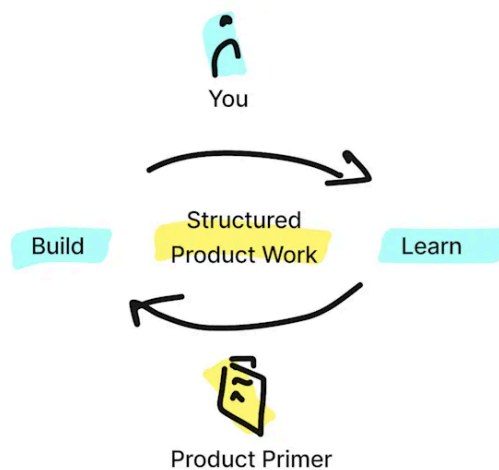 You
Structured
Build
Product Work
Learn
Product Primer